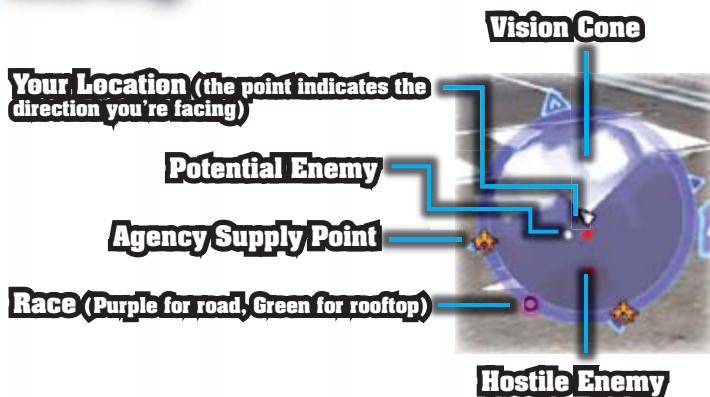 Vision Cone
Your Location (the point indicates the
direction you're facing)
Potential Enemy
Agency Supply Point
Race (Purple for road, Green for rooftop)
Hostile Enemy